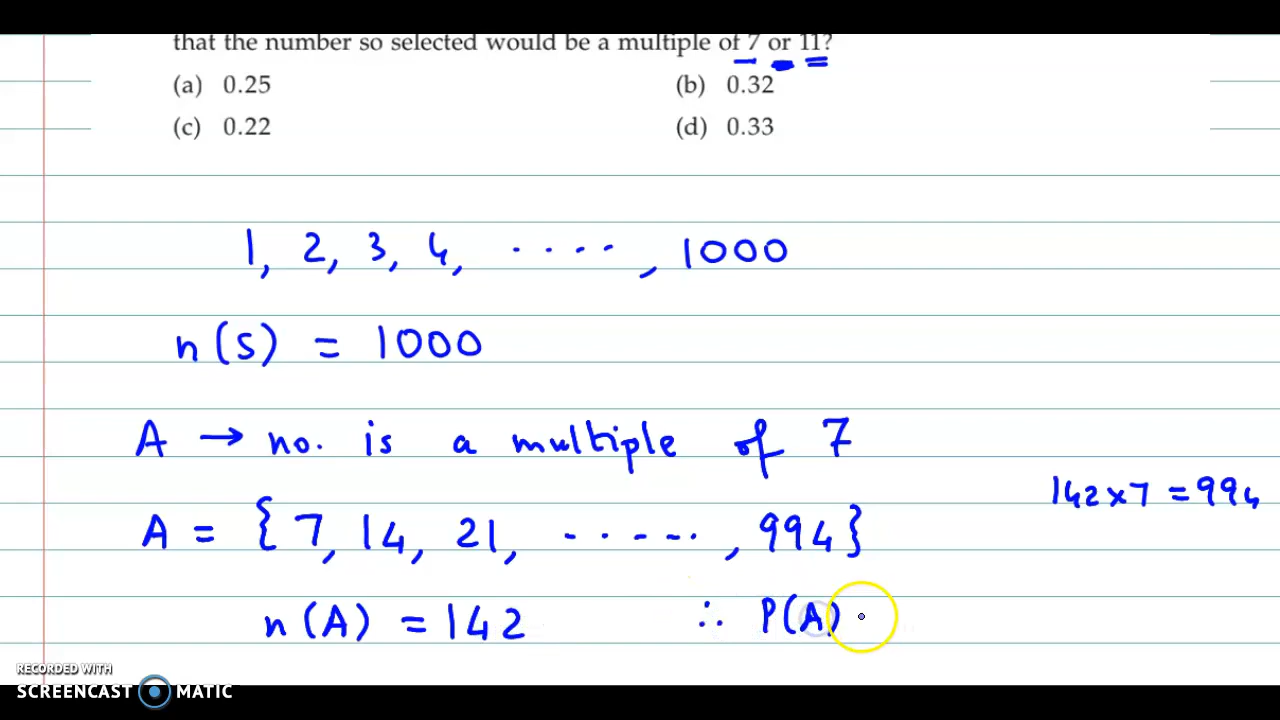 that the number so selected would be a multiple of 7 or 11?
(a) 0.25 (b) 0.32
(c) 0.22 (d) 0.33
1, 2, 3, 4, ....., 1000
n(S) = 1000
A → no. is a multiple of 7
142×7 = 994
A = {7, 14, 21, ......, 994}
n(A) = 142 ∴ P(A)
RECORDED WITH
SCREENCAST MATIC